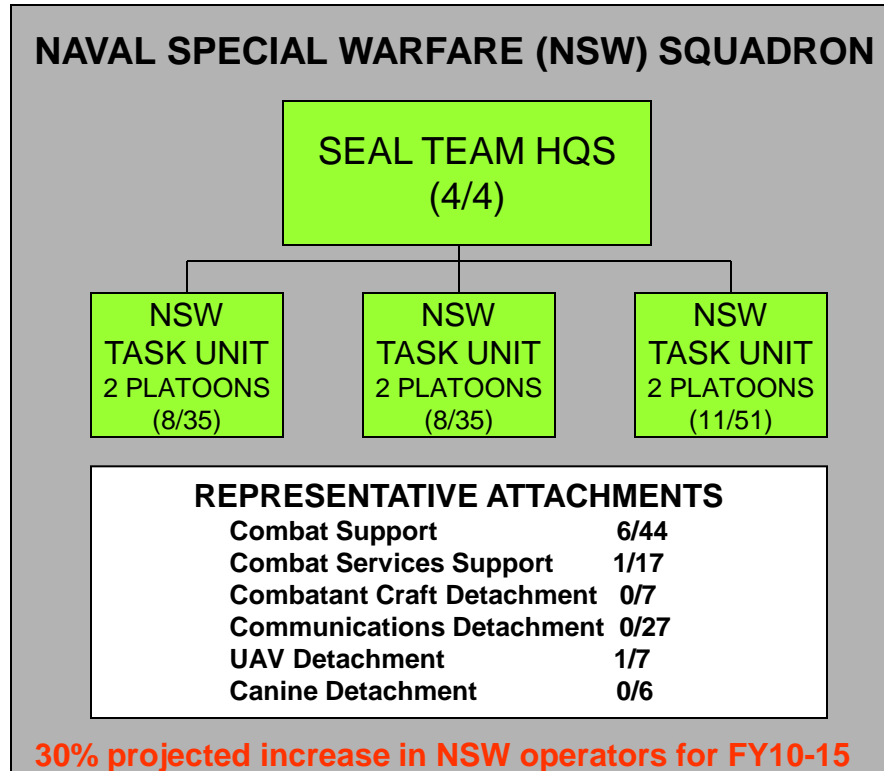 NAVAL SPECIAL WARFARE (NSW) SQUADRON
SEAL TEAM HQS
(4/4)
NSW
TASK UNIT
2 PLATOONS
(8/35)
NSW
TASK UNIT
2 PLATOONS
(8/35)
NSW
TASK UNIT
2 PLATOONS
(11/51)
REPRESENTATIVE ATTACHMENTS
Combat Support 6/44
Combat Services Support 1/17
Combatant Craft Detachment 0/7
Communications Detachment 0/27
UAV Detachment 1/7
Canine Detachment 0/6
30% projected increase in NSW operators for FY10-15